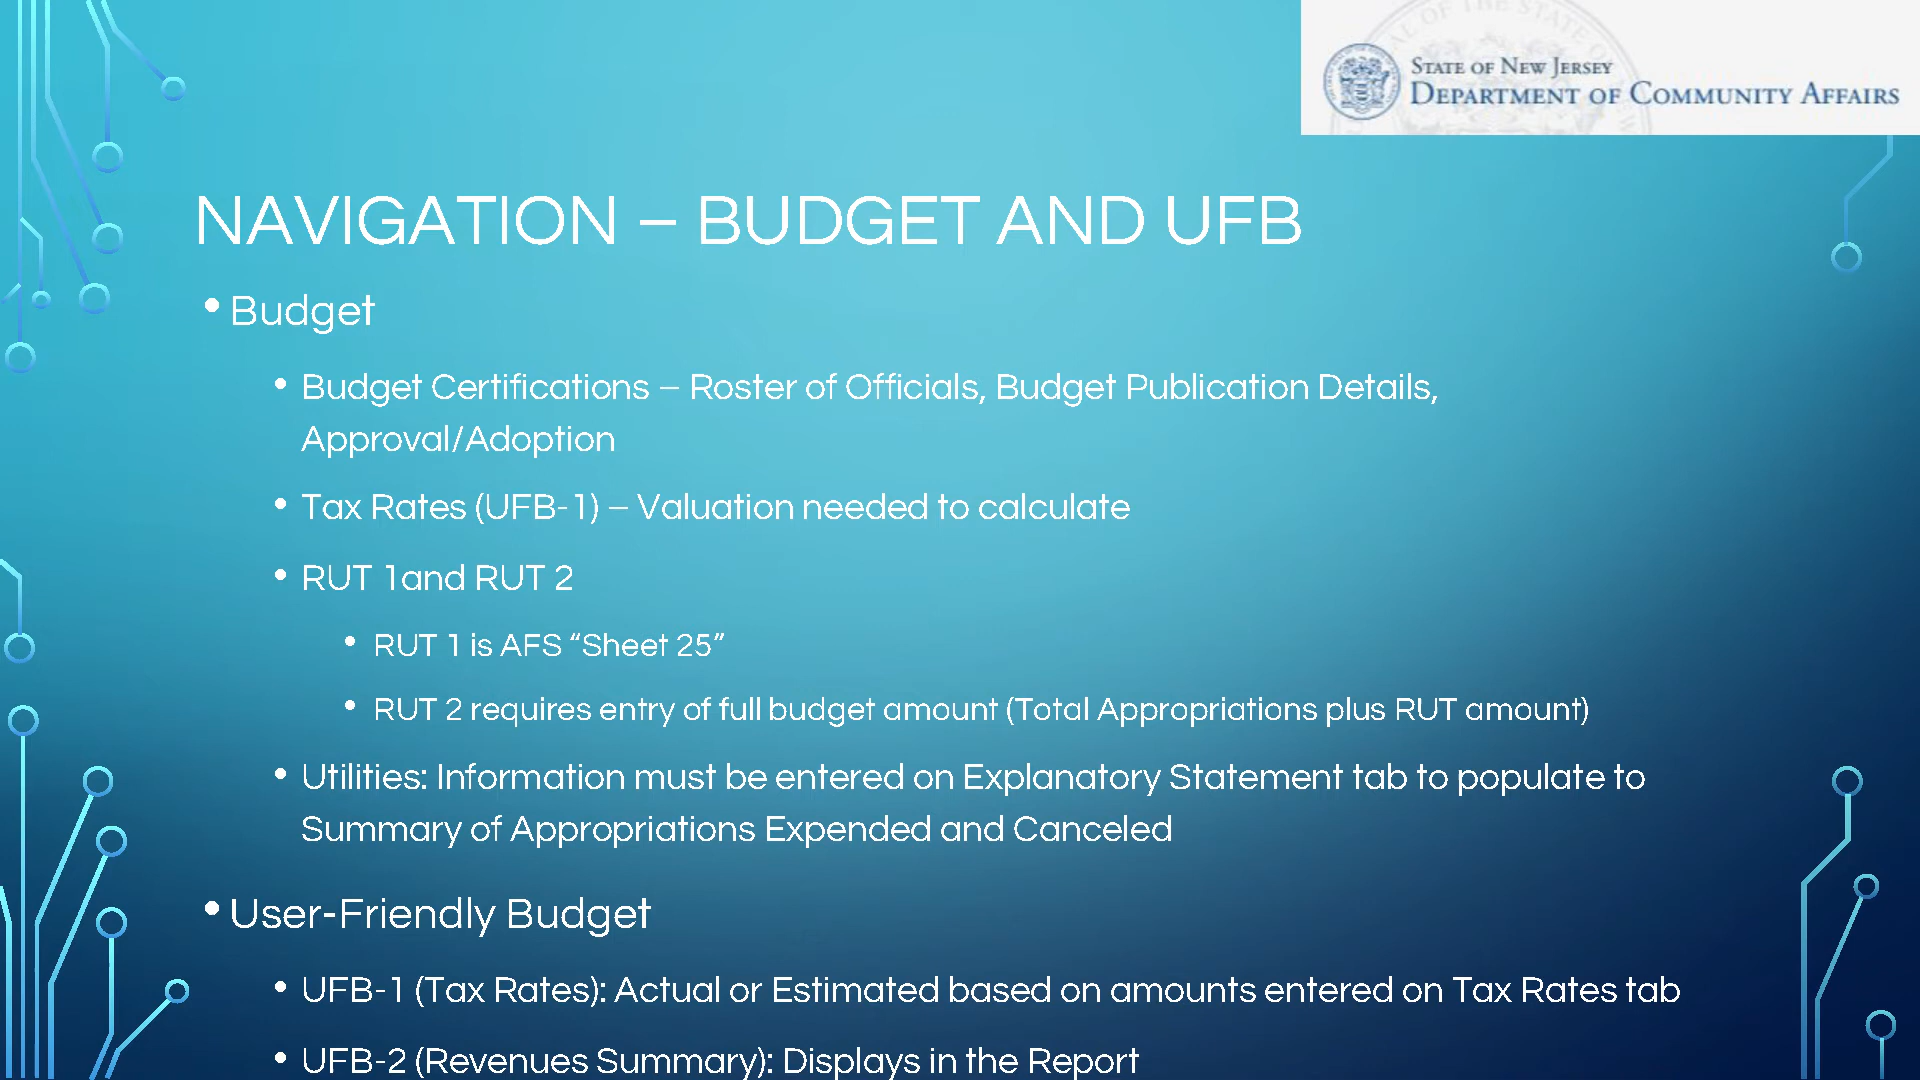 STATE OF NEW JERSEY
DEPARTMENT OF COMMUNITY AFFAIRS
NAVIGATION – BUDGET AND UFB
• Budget
• Budget Certifications – Roster of Officials, Budget Publication Details,
Approval/Adoption
• Tax Rates (UFB-1) – Valuation needed to calculate
• RUT 1and RUT 2
• RUT 1 is AFS “Sheet 25”
• RUT 2 requires entry of full budget amount (Total Appropriations plus RUT amount)
• Utilities: Information must be entered on Explanatory Statement tab to populate to
Summary of Appropriations Expended and Canceled
• User-Friendly Budget
• UFB-1 (Tax Rates): Actual or Estimated based on amounts entered on Tax Rates tab
• UFB-2 (Revenues Summary): Displays in the Report